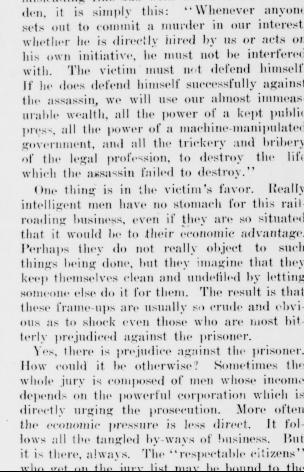 den, it is simply this: "Whenever anyone
sets out to commit a murder in our interest
whether he is directly hired by us or acts on
his own initiative, he must not be interfered
with. The victim must not defend himself
If he does defend himself successfully against
the assassin, we will use our almost immeas
urable wealth, all the power of a kept public
press, all the power of a machine-manipulated
government, and all the trickery and bribery
of the legal profession, to destroy the life
which the assassin failed to destroy."
One thing is in the victim's favor. Really
intelligent men have no stomach for this rail-
roading business, even if they are so situated
that it would be to their economic advantage.
Perhaps they do not really object to such
things being done, but they imagine that they
keep themselves clean and undefiled by letting
someone else do it for them. The result is that
these frame-ups are usually so crude and obvi-
ous as to shock even those who are most bit-
terly prejudiced against the prisoner.
Yes, there is prejudice against the prisoner.
How could it be otherwise? Sometimes the
whole jury is composed of men whose income
depends on the powerful corporation which is
directly urging the prosecution. More often
the economic pressure is less direct. It fol-
lows all the tangled by-ways of business. But
it is there, always. The "respectable citizens"
who get on the jury list may be bound to